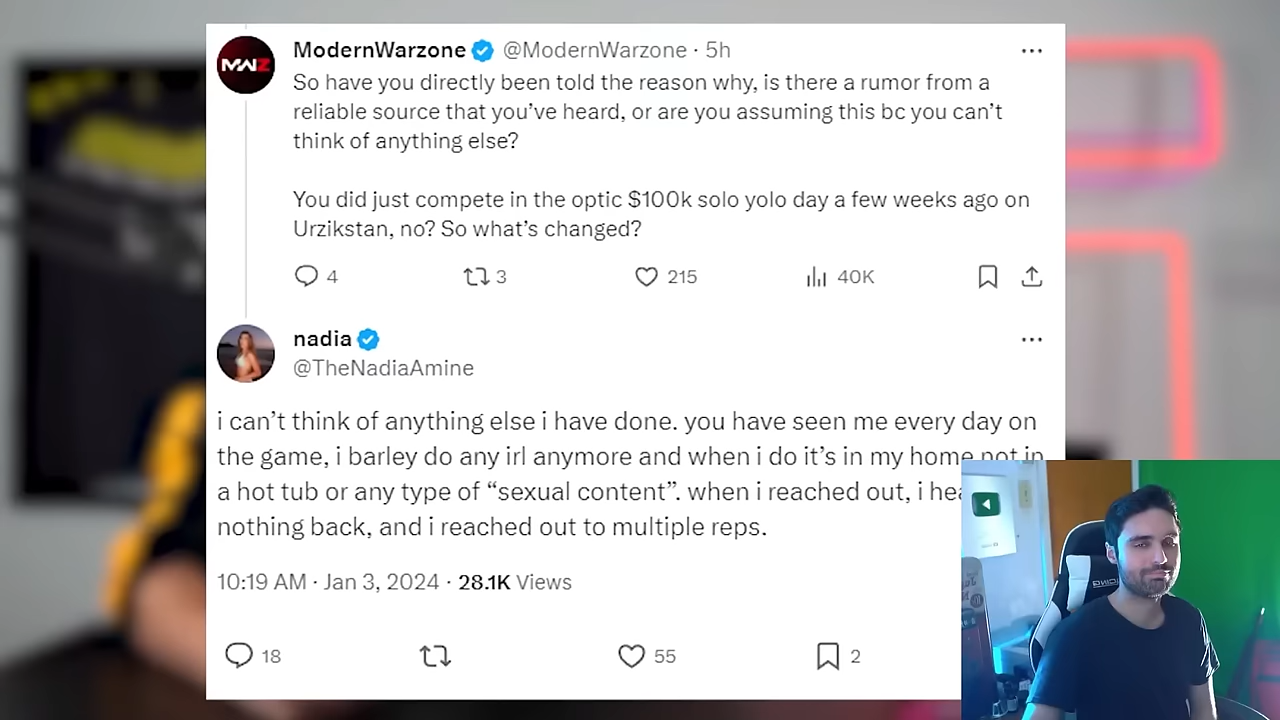 MWZ
ModernWarzone @ModernWarzone · 5h
So have you directly been told the reason why, is there a rumor from a
reliable source that you’ve heard, or are you assuming this bc you can’t
think of anything else?
You did just compete in the optic $100k solo yolo day a few weeks ago on
Urzikstan, no? So what’s changed?
4 3 215 40K
nadia
@TheNadiaAmine
i can’t think of anything else i have done. you have seen me every day on
the game, i barley do any irl anymore and when i do it’s in my home not in
a hot tub or any type of “sexual content”. when i reached out, i
nothing back, and i reached out to multiple reps.
10:19 AM · Jan 3, 2024 · 28.1K Views
18 55 2